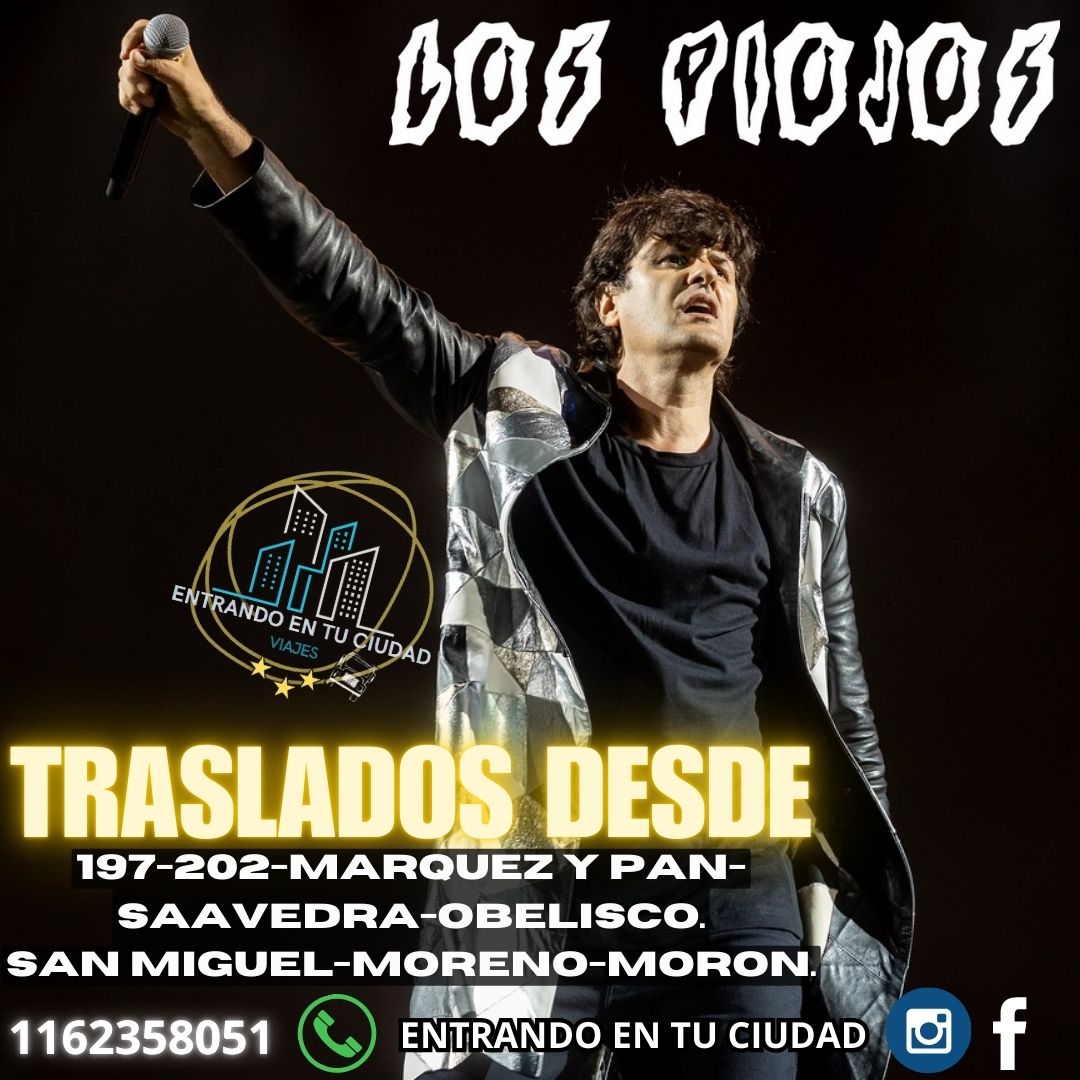 LOS PIOJOS
ENTRANDO EN TU CIUDAD
VIAJES
TRASLADOS DESDE
197-202-MARQUEZ Y PAN-
SAAVEDRA-OBELISCO.
SAN MIGUEL-MORENO-MORON.
1162358051 ENTRANDO EN TU CIUDAD